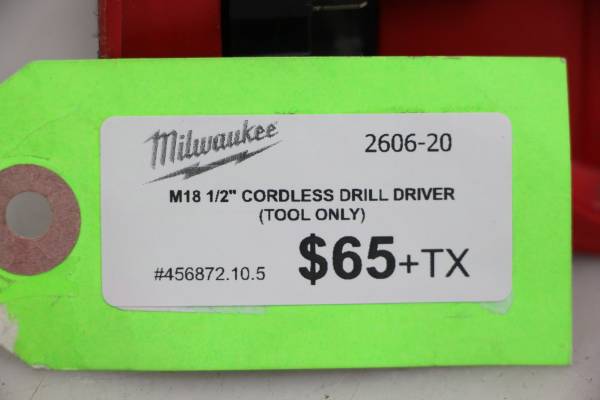 Milwaukee 2606-20
M18 1/2" CORDLESS DRILL DRIVER
(TOOL ONLY)
#456872.10.5 $65+TX